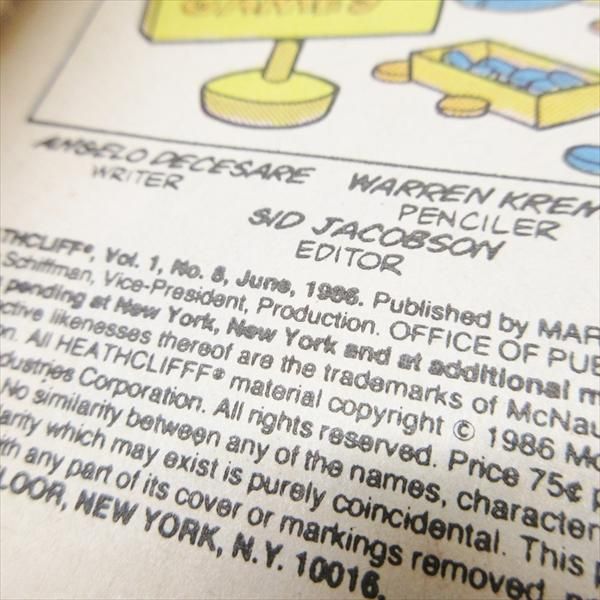 GAMES
ANGELO DECESARE WARREN KREM
WRITER PENCILER
SID JACOBSON
EDITOR
THCLIFF®, Vol. 1, No. 8, June, 1986. Published by MAR
Schiffman, Vice-President, Production. OFFICE OF PUB
pending at New York, New York and at additional m
ctive likenesses thereof are the trademarks of McNau
n. All HEATHCLIFFF® material copyright © 1986 Mc
dustries Corporation. All rights reserved. Price 75¢ p
No similarity between any of the names, character
arity which may exist is purely coincidental. This p
th any part of its cover or markings removed, n
LOOR, NEW YORK, N.Y. 10016.